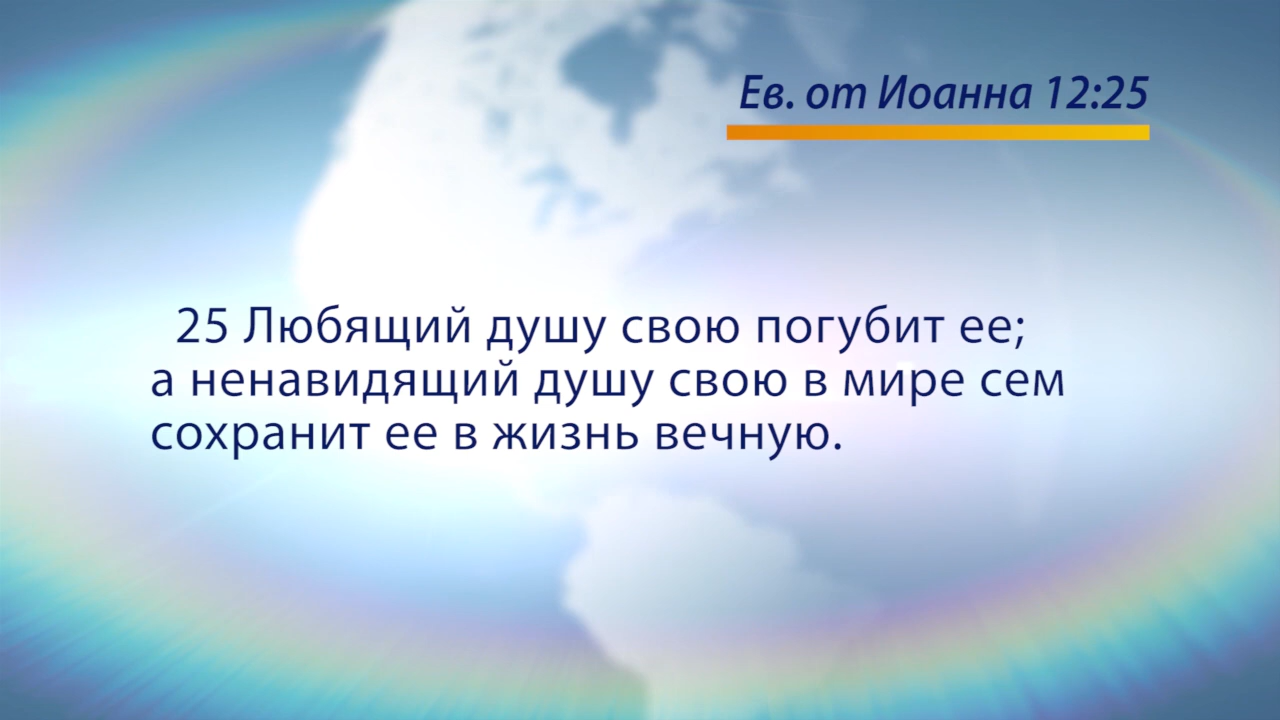 Ев. от Иоанна 12:25
25 Любящий душу свою погубит ее;
а ненавидящий душу свою в мире сем
сохранит ее в жизнь вечную.